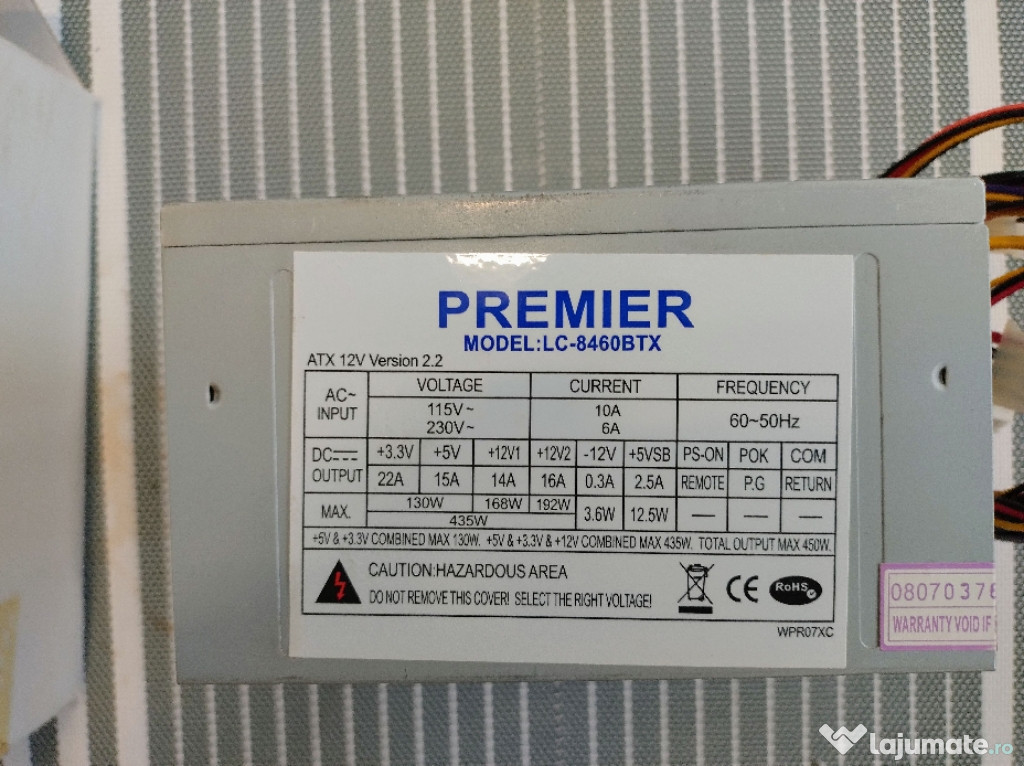 PREMIER
MODEL:LC-8460BTX
ATX 12V Version 2.2
AC~ INPUT VOLTAGE CURRENT FREQUENCY
115V~ 10A 60~50Hz
230V~ 6A
DC OUTPUT +3.3V +5V +12V1 +12V2 -12V +5VSB PS-ON POK COM
22A 15A 14A 16A 0.3A 2.5A REMOTE P.G RETURN
MAX. 130W 168W 192W 3.6W 12.5W — — —
435W
+5V & +3.3V COMBINED MAX 130W. +5V & +3.3V & +12V COMBINED MAX 435W. TOTAL OUTPUT MAX 450W.
CAUTION:HAZARDOUS AREA
DO NOT REMOVE THIS COVER! SELECT THE RIGHT VOLTAGE!
CE RoHS
WPR07XC
0807037
WARRANTY VOID IF
lajumate.ro